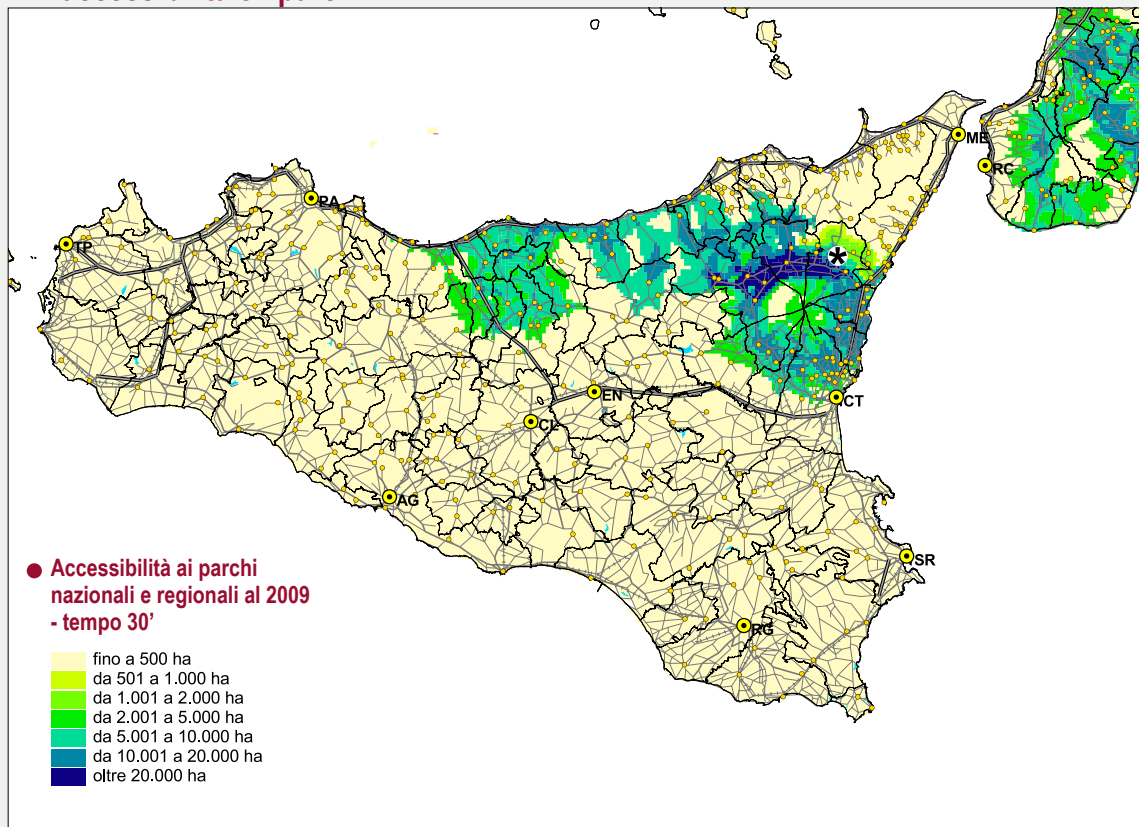 ME
RC
PA
TP
EN
CT
CL
AG
SR
RG
*
● Accessibilità ai parchi
nazionali e regionali al 2009
- tempo 30’
fino a 500 ha
da 501 a 1.000 ha
da 1.001 a 2.000 ha
da 2.001 a 5.000 ha
da 5.001 a 10.000 ha
da 10.001 a 20.000 ha
oltre 20.000 ha